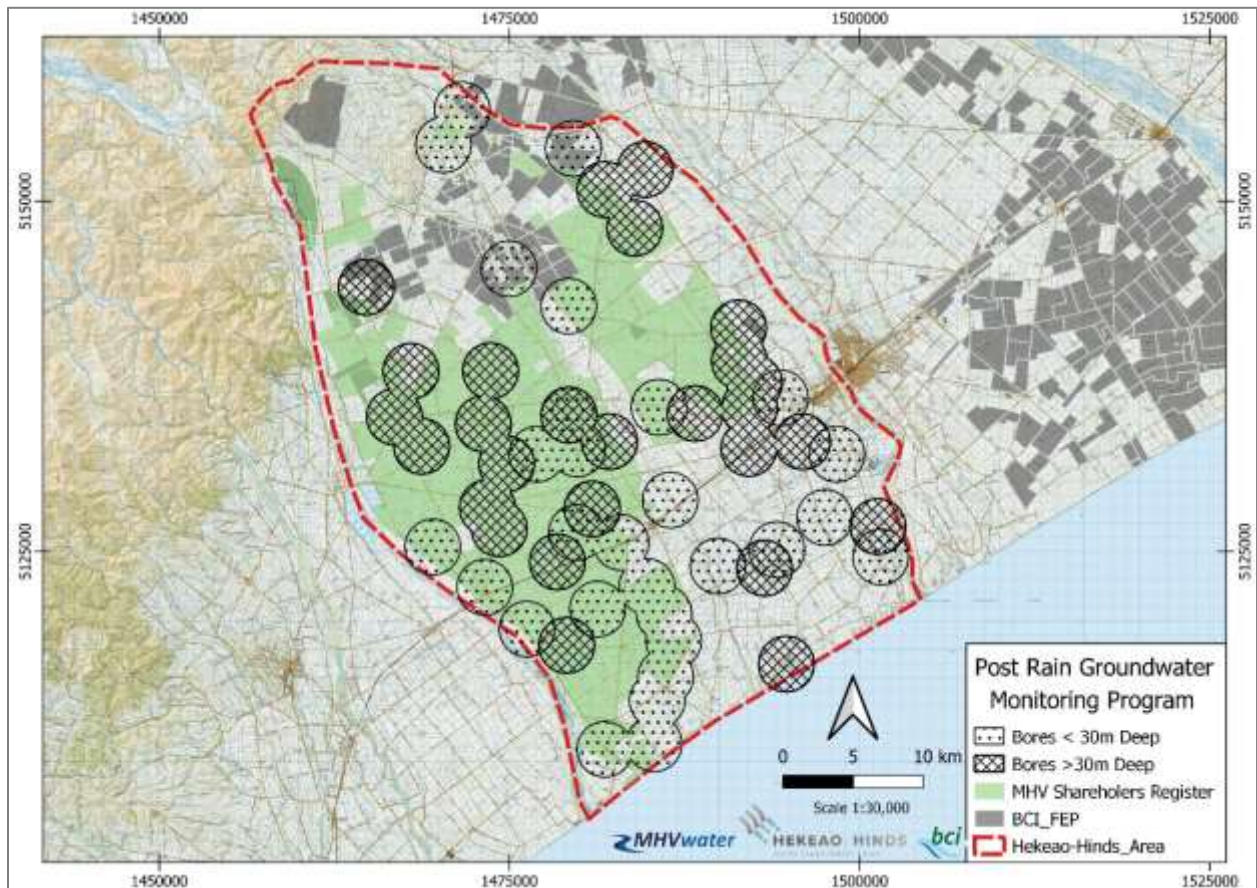 1450000 1475000 1500000 1525000
5150000 5150000
5125000 5125000
Post Rain Groundwater
Monitoring Program
Bores < 30m Deep
Bores >30m Deep
MHV Shareholers Register
BCI_FEP
Hekeao-Hinds_Area
0 5 10 km
Scale 1:30,000
MHVwater HEKEAO HINDS bci
1450000 1475000 1500000 1525000